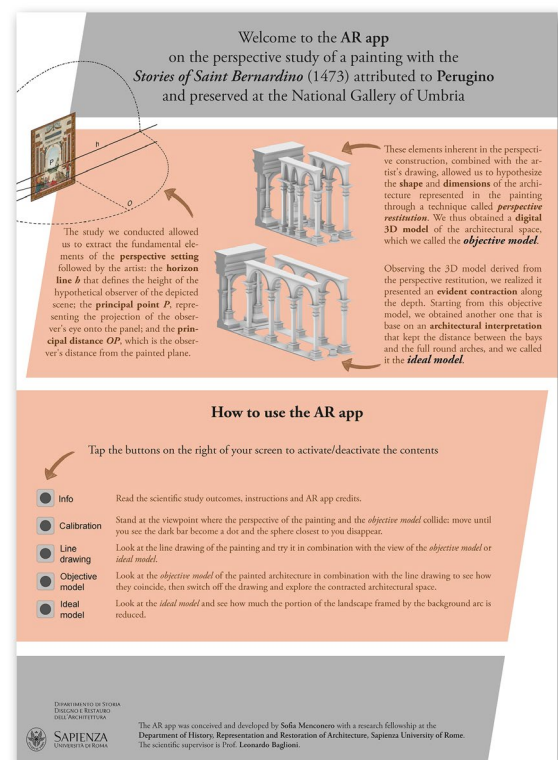 Welcome to the AR app
on the perspective study of a painting with the
Stories of Saint Bernardino (1473) attributed to Perugino
and preserved at the National Gallery of Umbria
h
P
O
The study we conducted allowed
us to extract the fundamental ele-
ments of the perspective setting
followed by the artist: the horizon
line h that defines the height of the
hypothetical observer of the depicted
scene; the principal point P, repre-
senting the projection of the obser-
ver's eye onto the panel; and the prin-
cipal distance OP, which is the obser-
ver's distance from the painted plane.
These elements inherent in the perspecti-
ve construction, combined with the ar-
tist's drawing, allowed us to hypothesize
the shape and dimensions of the archi-
tecture represented in the painting
through a technique called perspective
restitution. We thus obtained a digital
3D model of the architectural space,
which we called the objective model.
Observing the 3D model derived from
the perspective restitution, we realized it
presented an evident contraction along
the depth. Starting from this objective
model, we obtained another one that is
base on an architectural interpretation
that kept the distance between the bays
and the full round arches, and we called
it the ideal model.
How to use the AR app
Tap the buttons on the right of your screen to activate/deactivate the contents
Info
Read the scientific study outcomes, instructions and AR app credits.
Calibration
Stand at the viewpoint where the perspective of the painting and the objective model collide: move until
you see the dark bar become a dot and the sphere closest to you disappear.
Line
drawing
Look at the line drawing of the painting and try it in combination with the view of the objective model or
ideal model.
Objective
model
Look at the objective model of the painted architecture in combination with the line drawing to see how
they coincide, then switch off the drawing and explore the contracted architectural space.
Ideal
model
Look at the ideal model and see how much the portion of the landscape framed by the background arc is
reduced.
Dipartimento di Storia
Disegno e Restauro
dell'Architettura
Sapienza
Università di Roma
The AR app was conceived and developed by Sofia Menconero with a research fellowship at the
Department of History, Representation and Restoration of Architecture, Sapienza University of Rome.
The scientific supervisor is Prof. Leonardo Baglioni.